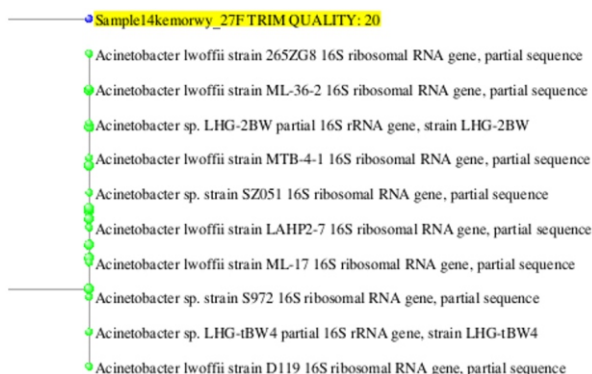 Sample14kemorwy_27F TRIM QUALITY: 20
Acinetobacter lwoffii strain 265ZG8 16S ribosomal RNA gene, partial sequence
Acinetobacter lwoffii strain ML-36-2 16S ribosomal RNA gene, partial sequence
Acinetobacter sp. LHG-2BW partial 16S rRNA gene, strain LHG-2BW
Acinetobacter lwoffii strain MTB-4-1 16S ribosomal RNA gene, partial sequence
Acinetobacter sp. strain SZ051 16S ribosomal RNA gene, partial sequence
Acinetobacter lwoffii strain LAHP2-7 16S ribosomal RNA gene, partial sequence
Acinetobacter lwoffii strain ML-17 16S ribosomal RNA gene, partial sequence
Acinetobacter sp. strain S972 16S ribosomal RNA gene, partial sequence
Acinetobacter sp. LHG-tBW4 partial 16S rRNA gene, strain LHG-tBW4
Acinetobacter lwoffii strain D119 16S ribosomal RNA gene, partial sequence